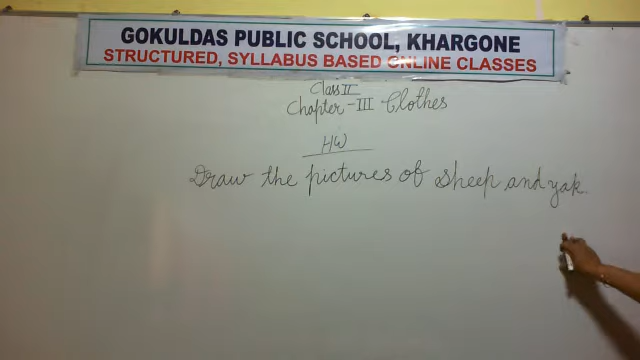 GOKULDAS PUBLIC SCHOOL, KHARGONE
STRUCTURED, SYLLABUS BASED ONLINE CLASSES
Class II
Chapter-III Clothes
HW
Draw the pictures of sheep and yak.